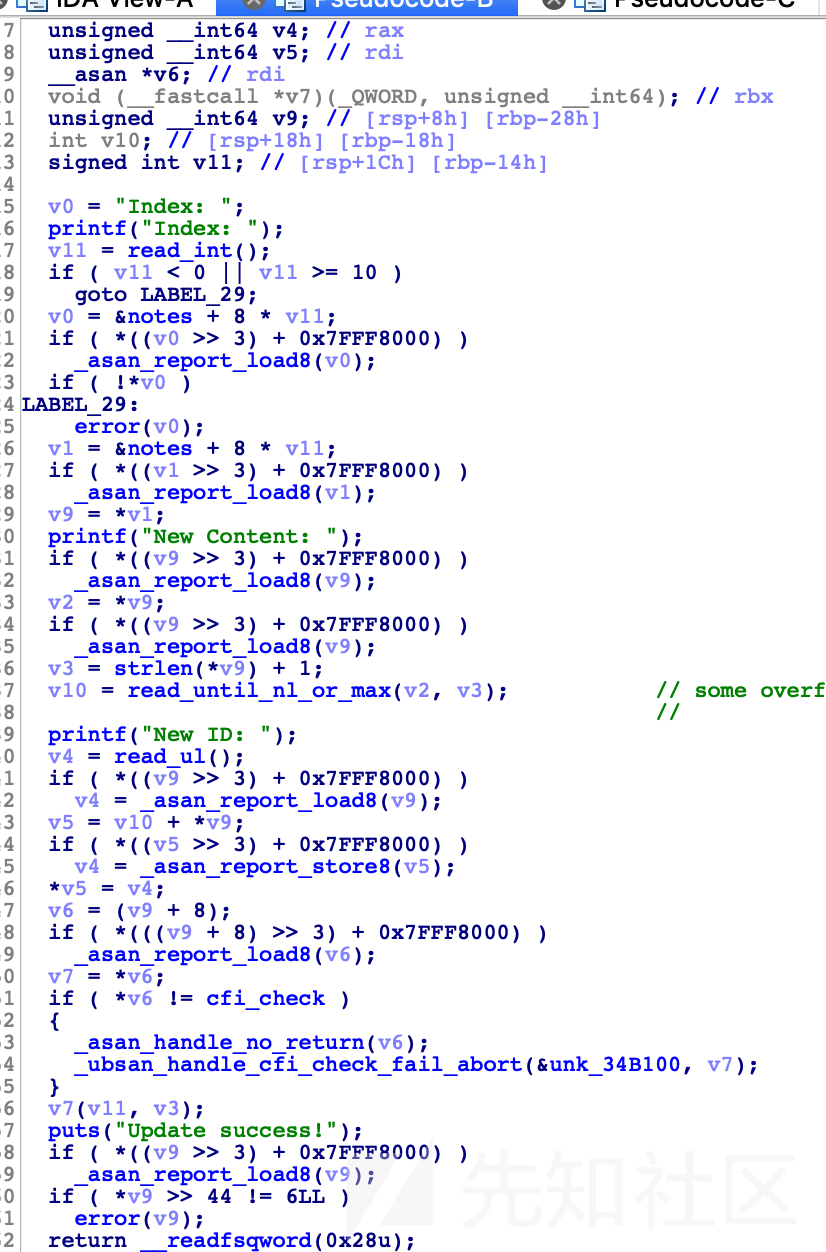 IDA View-A Pseudocode-B Pseudocode-C
7 unsigned __int64 v4; // rax
8 unsigned __int64 v5; // rdi
9 __asan *v6; // rdi
0 void (__fastcall *v7)(_QWORD, unsigned __int64); // rbx
1 unsigned __int64 v9; // [rsp+8h] [rbp-28h]
2 int v10; // [rsp+18h] [rbp-18h]
3 signed int v11; // [rsp+1Ch] [rbp-14h]
4
5 v0 = "Index: ";
6 printf("Index: ");
7 v11 = read_int();
8 if ( v11 < 0 || v11 >= 10 )
9 goto LABEL_29;
0 v0 = &notes + 8 * v11;
1 if ( *((v0 >> 3) + 0x7FFF8000) )
2 _asan_report_load8(v0);
3 if ( !*v0 )
4 LABEL_29:
5 error(v0);
6 v1 = &notes + 8 * v11;
7 if ( *((v1 >> 3) + 0x7FFF8000) )
8 _asan_report_load8(v1);
9 v9 = *v1;
0 printf("New Content: ");
1 if ( *((v9 >> 3) + 0x7FFF8000) )
2 _asan_report_load8(v9);
3 v2 = *v9;
4 if ( *((v9 >> 3) + 0x7FFF8000) )
5 _asan_report_load8(v9);
6 v3 = strlen(*v9) + 1;
7 v10 = read_until_nl_or_max(v2, v3); // some overf
8 //
9 printf("New ID: ");
0 v4 = read_ul();
1 if ( *((v9 >> 3) + 0x7FFF8000) )
2 v4 = _asan_report_load8(v9);
3 v5 = v10 + *v9;
4 if ( *((v5 >> 3) + 0x7FFF8000) )
5 v4 = _asan_report_store8(v5);
6 *v5 = v4;
7 v6 = (v9 + 8);
8 if ( *(((v9 + 8) >> 3) + 0x7FFF8000) )
9 _asan_report_load8(v6);
0 v7 = *v6;
1 if ( *v6 != cfi_check )
2 {
3 _asan_handle_no_return(v6);
4 _ubsan_handle_cfi_check_fail_abort(&unk_34B100, v7);
5 }
6 v7(v11, v3);
7 puts("Update success!");
8 if ( *((v9 >> 3) + 0x7FFF8000) )
9 _asan_report_load8(v9);
0 if ( *v9 >> 44 != 6LL )
1 error(v9);
2 return __readfsqword(0x28u);
先知社区